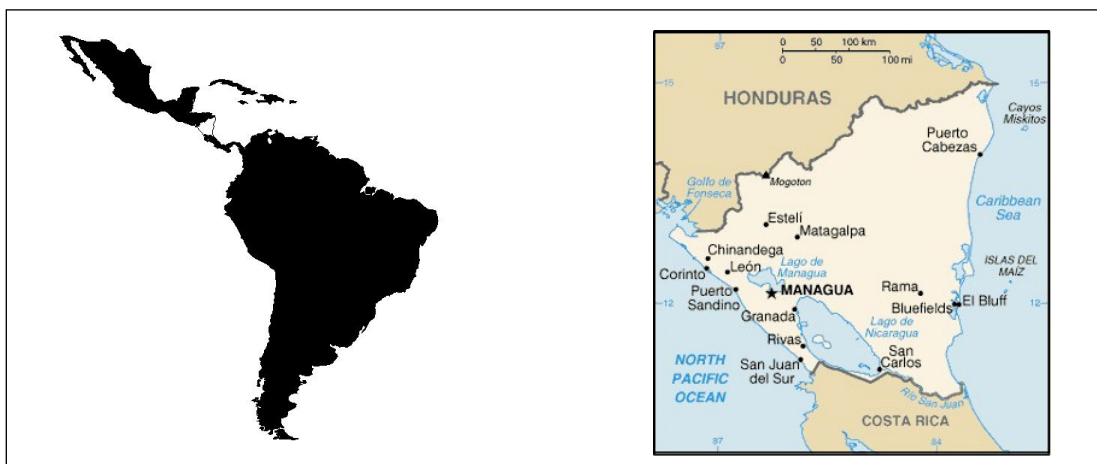 87
0 50 100 km
0 50 100 mi
15
15
HONDURAS
Cayos
Miskitos
Puerto
Cabezas
Mogoton
Golfo de
Fonseca
Caribbean
Sea
Estelí
Matagalpa
Chinandega
Lago de
Managua
ISLAS DEL
MAÍZ
León
Corinto
MANAGUA
Rama
Puerto
Sandino
El Bluff
12
12
Bluefields
Granada
Lago de
Nicaragua
Rivas
San
Carlos
NORTH
PACIFIC
OCEAN
San Juan
del Sur
Río San Juan
COSTA RICA
87
84